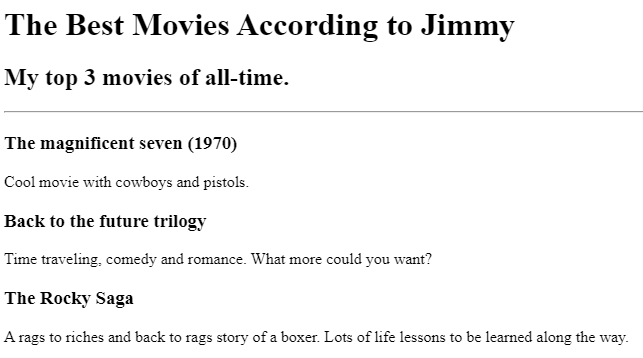 The Best Movies According to Jimmy
My top 3 movies of all-time.
The magnificent seven (1970)
Cool movie with cowboys and pistols.
Back to the future trilogy
Time traveling, comedy and romance. What more could you want?
The Rocky Saga
A rags to riches and back to rags story of a boxer. Lots of life lessons to be learned along the way.